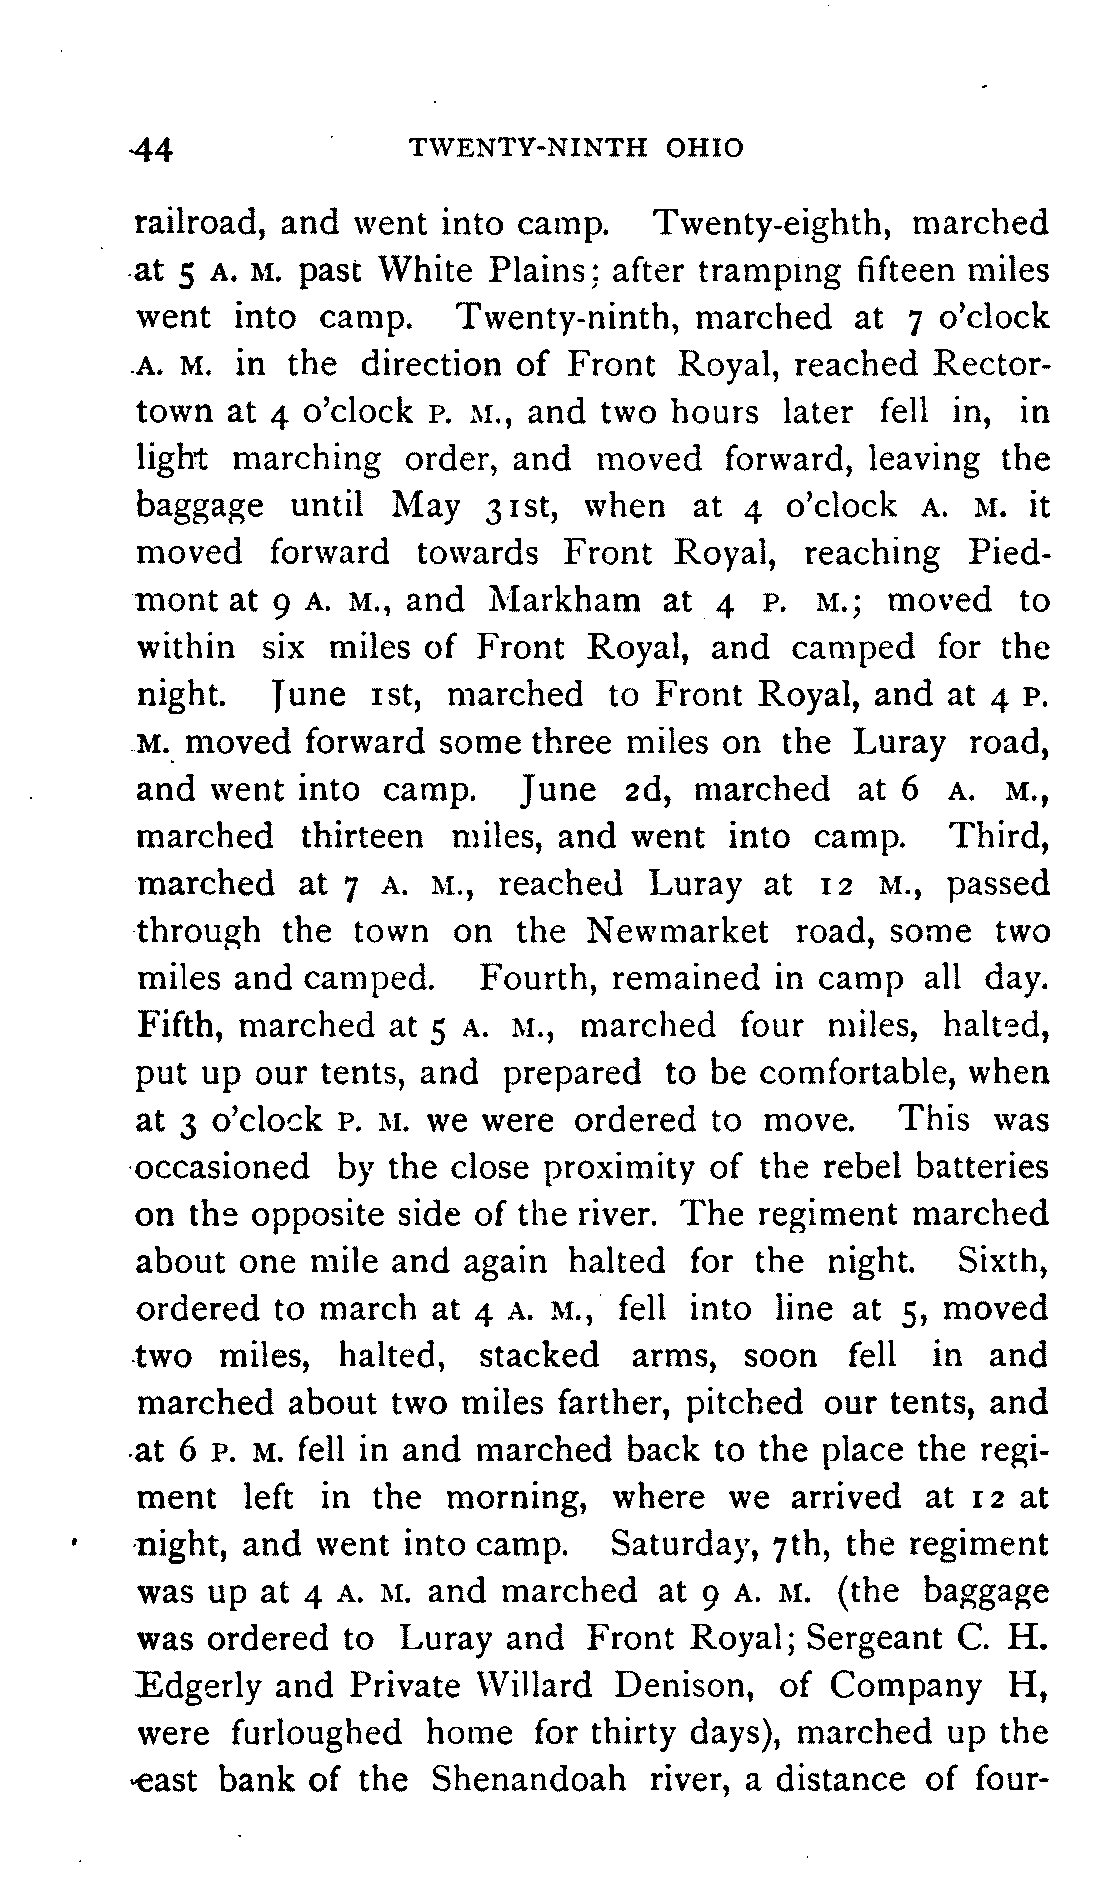 44 TWENTY-NINTH OHIO
railroad, and went into camp. Twenty-eighth, marched
at 5 A. M. past White Plains; after tramping fifteen miles
went into camp. Twenty-ninth, marched at 7 o'clock
A. M. in the direction of Front Royal, reached Rector-
town at 4 o'clock P. M., and two hours later fell in, in
light marching order, and moved forward, leaving the
baggage until May 31st, when at 4 o'clock A. M. it
moved forward towards Front Royal, reaching Pied-
mont at 9 A. M., and Markham at 4 P. M.; moved to
within six miles of Front Royal, and camped for the
night. June 1st, marched to Front Royal, and at 4 P.
M. moved forward some three miles on the Luray road,
and went into camp. June 2d, marched at 6 A. M.,
marched thirteen miles, and went into camp. Third,
marched at 7 A. M., reached Luray at 12 M., passed
through the town on the Newmarket road, some two
miles and camped. Fourth, remained in camp all day.
Fifth, marched at 5 A. M., marched four miles, halted,
put up our tents, and prepared to be comfortable, when
at 3 o'clock P. M. we were ordered to move. This was
occasioned by the close proximity of the rebel batteries
on the opposite side of the river. The regiment marched
about one mile and again halted for the night. Sixth,
ordered to march at 4 A. M., fell into line at 5, moved
two miles, halted, stacked arms, soon fell in and
marched about two miles farther, pitched our tents, and
at 6 P. M. fell in and marched back to the place the regi-
ment left in the morning, where we arrived at 12 at
night, and went into camp. Saturday, 7th, the regiment
was up at 4 A. M. and marched at 9 A. M. (the baggage
was ordered to Luray and Front Royal; Sergeant C. H.
Edgerly and Private Willard Denison, of Company H,
were furloughed home for thirty days), marched up the
east bank of the Shenandoah river, a distance of four-